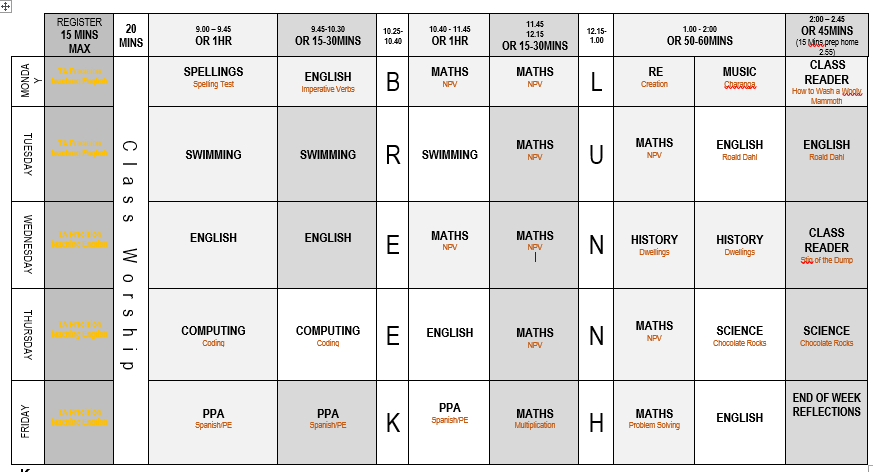 REGISTER
15 MINS
MAX
20
MINS
9.00 – 9.45
OR 1HR
9.45-10.30
OR 15-30MINS
10.25-
10.40
10.40 - 11.45
OR 1HR
11.45
12.15
OR 15-30MINS
12.15-
1.00
1.00 - 2:00
OR 50-60MINS
2:00 – 2.45
OR 45MINS
(15 Mins prep home
2.55)
MONDA
Y
Class Worship
SPELLINGS
Spelling Test
ENGLISH
Imperative Verbs
B
MATHS
NPV
MATHS
NPV
L
RE
Creation
MUSIC
Charanga
CLASS
READER
How to Wash a Wooly
Mammoth
TUESDAY
SWIMMING
SWIMMING
R
SWIMMING
MATHS
NPV
U
MATHS
NPV
ENGLISH
Roald Dahl
ENGLISH
Roald Dahl
WEDNESDAY
ENGLISH
ENGLISH
E
MATHS
NPV
MATHS
NPV
N
HISTORY
Dwellings
HISTORY
Dwellings
CLASS
READER
Stig of the Dump
THURSDAY
COMPUTING
Coding
COMPUTING
Coding
E
ENGLISH
MATHS
NPV
N
MATHS
NPV
SCIENCE
Chocolate Rocks
SCIENCE
Chocolate Rocks
FRIDAY
PPA
Spanish/PE
PPA
Spanish/PE
K
PPA
Spanish/PE
MATHS
Multiplication
H
MATHS
Problem Solving
ENGLISH
END OF WEEK
REFLECTIONS